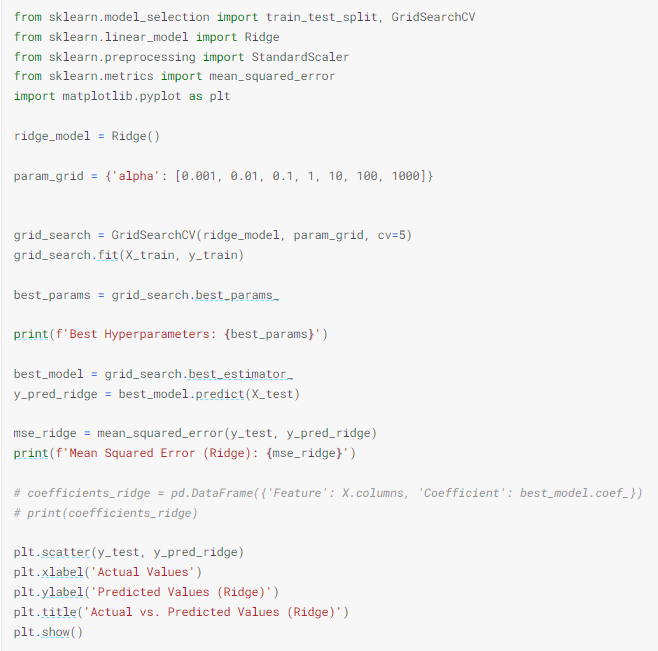 from sklearn.model_selection import train_test_split, GridSearchCV
from sklearn.linear_model import Ridge
from sklearn.preprocessing import StandardScaler
from sklearn.metrics import mean_squared_error
import matplotlib.pyplot as plt
ridge_model = Ridge()
param_grid = {'alpha': [0.001, 0.01, 0.1, 1, 10, 100, 1000]}
grid_search = GridSearchCV(ridge_model, param_grid, cv=5)
grid_search.fit(X_train, y_train)
best_params = grid_search.best_params_
print(f'Best Hyperparameters: {best_params}')
best_model = grid_search.best_estimator_
y_pred_ridge = best_model.predict(X_test)
mse_ridge = mean_squared_error(y_test, y_pred_ridge)
print(f'Mean Squared Error (Ridge): {mse_ridge}')
# coefficients_ridge = pd.DataFrame({'Feature': X.columns, 'Coefficient': best_model.coef_})
# print(coefficients_ridge)
plt.scatter(y_test, y_pred_ridge)
plt.xlabel('Actual Values')
plt.ylabel('Predicted Values (Ridge)')
plt.title('Actual vs. Predicted Values (Ridge)')
plt.show()